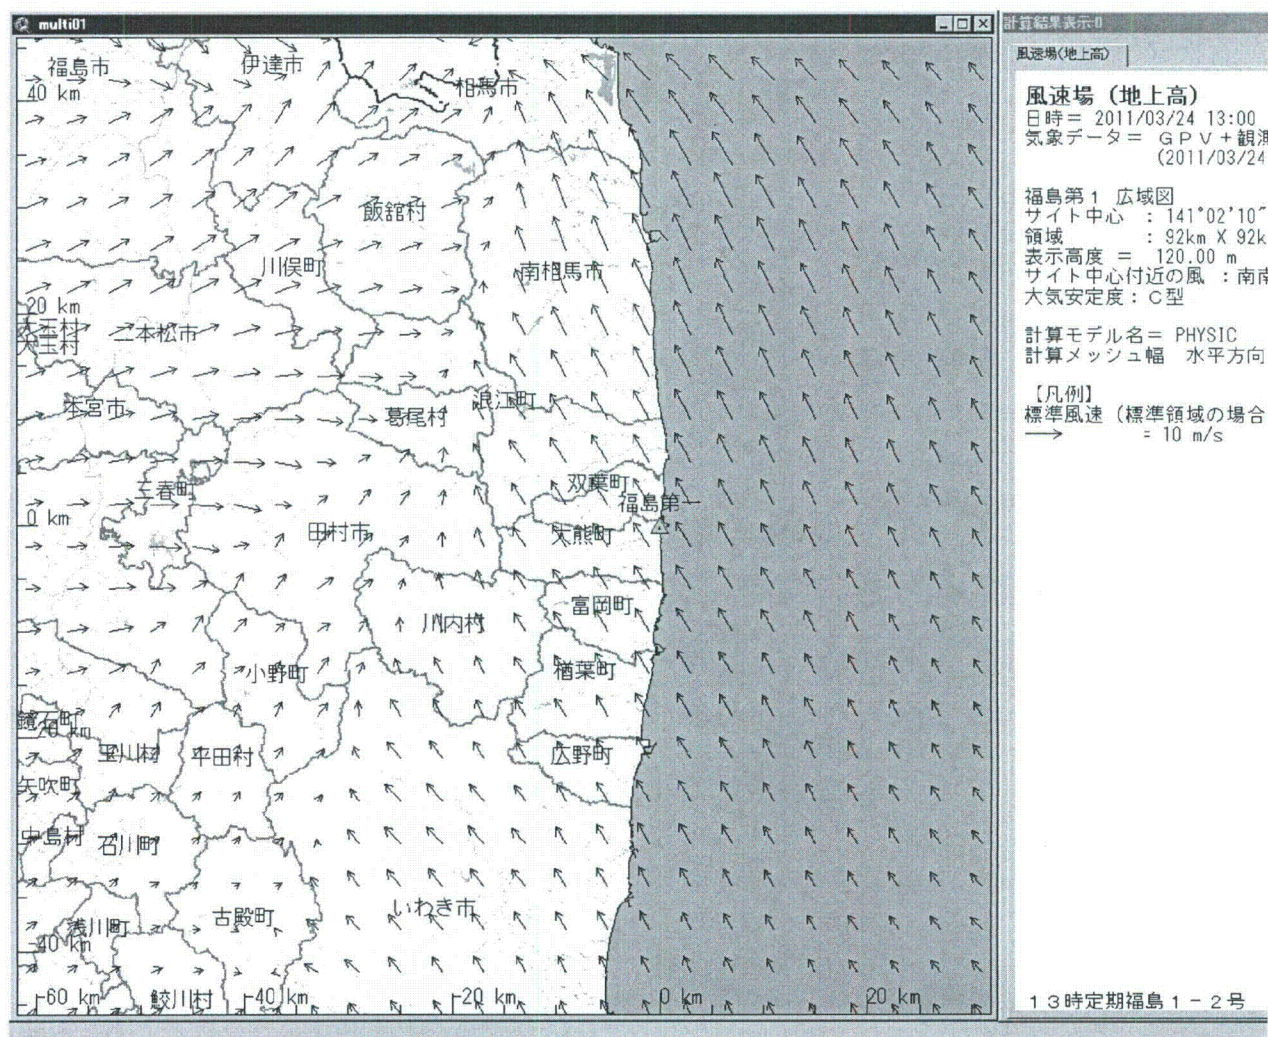 multi01
福島市
伊達市
40 km
相馬市
飯舘村
川俣町
南相馬市
20 km
大玉村
二本松市
本宮市
葛尾村
浪江町
三春町
双葉町
福島第一
0 km
田村市
大熊町
富岡町
川内村
小野町
楢葉町
鏡石町
-20 km
玉川村
平田村
広野町
矢吹町
中島村
石川町
古殿町
いわき市
浅川町
-40 km
鮫川村
-60 km
-40 km
-20 km
0 km
20 km
計算結果表示:0
風速場(地上高)
風速場(地上高)
日時= 2011/03/24 13:00
気象データ= GPV+観測
(2011/03/24
福島第1 広域図
サイト中心 : 141°02'10"
領域 : 92km X 92k
表示高度 = 120.00 m
サイト中心付近の風 : 南南
大気安定度: C型
計算モデル名= PHYSIC
計算メッシュ幅 水平方向
【凡例】
標準風速 (標準領域の場合
= 10 m/s
13時定期福島1-2号